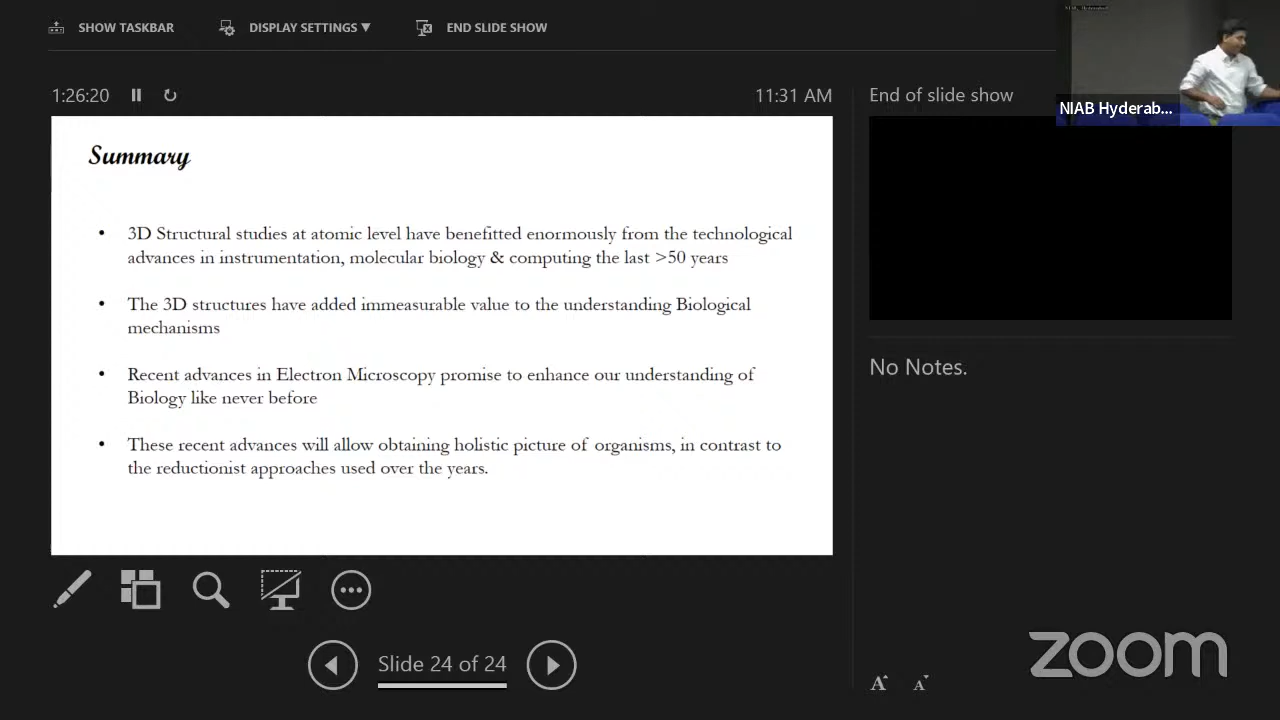 SHOW TASKBAR
DISPLAY SETTINGS ▼
END SLIDE SHOW
NIAB Hyderab...
1:26:20
11:31 AM
End of slide show
Summary
• 3D Structural studies at atomic level have benefitted enormously from the technological
advances in instrumentation, molecular biology & computing the last >50 years
• The 3D structures have added immeasurable value to the understanding Biological
mechanisms
• Recent advances in Electron Microscopy promise to enhance our understanding of
Biology like never before
• These recent advances will allow obtaining holistic picture of organisms, in contrast to
the reductionist approaches used over the years.
No Notes.
Slide 24 of 24
A A
zoom